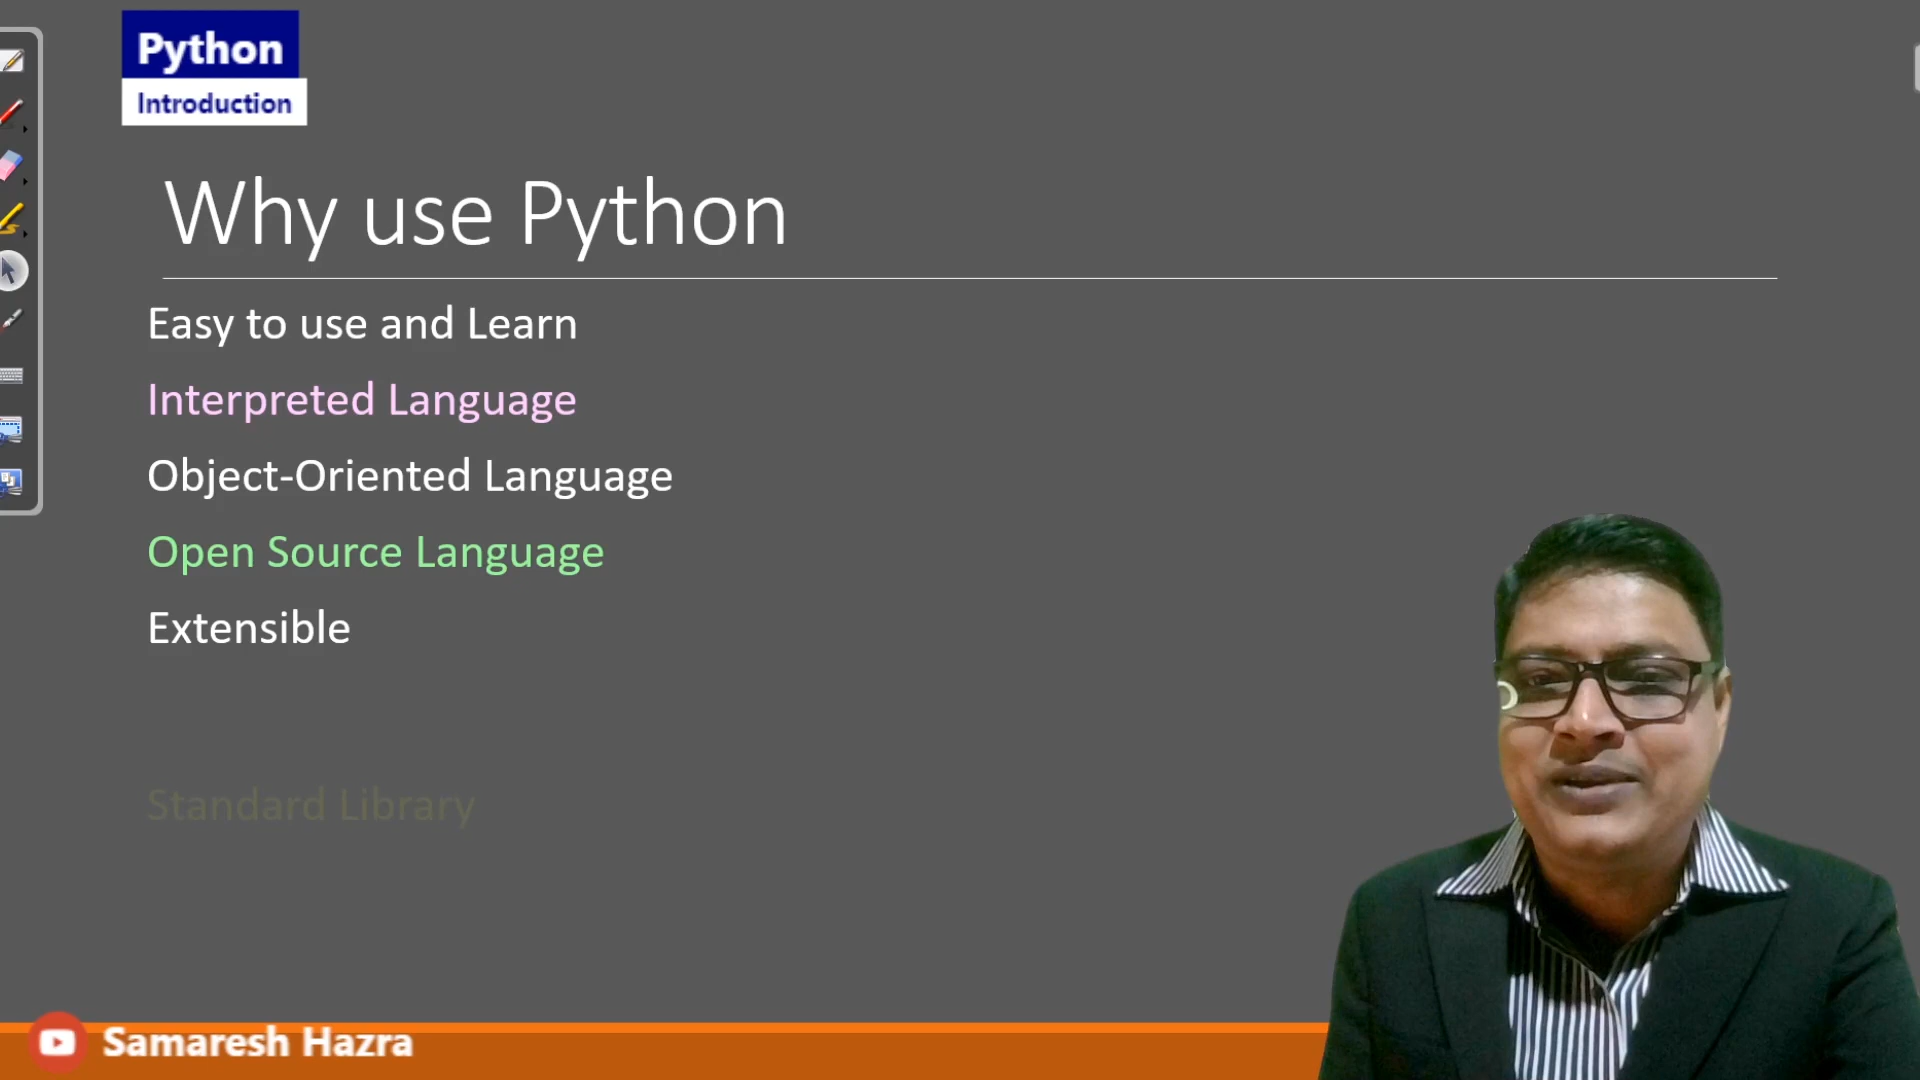 Python
Introduction
Why use Python
Easy to use and Learn
Interpreted Language
Object-Oriented Language
Open Source Language
Extensible
Standard Library
Samaresh Hazra